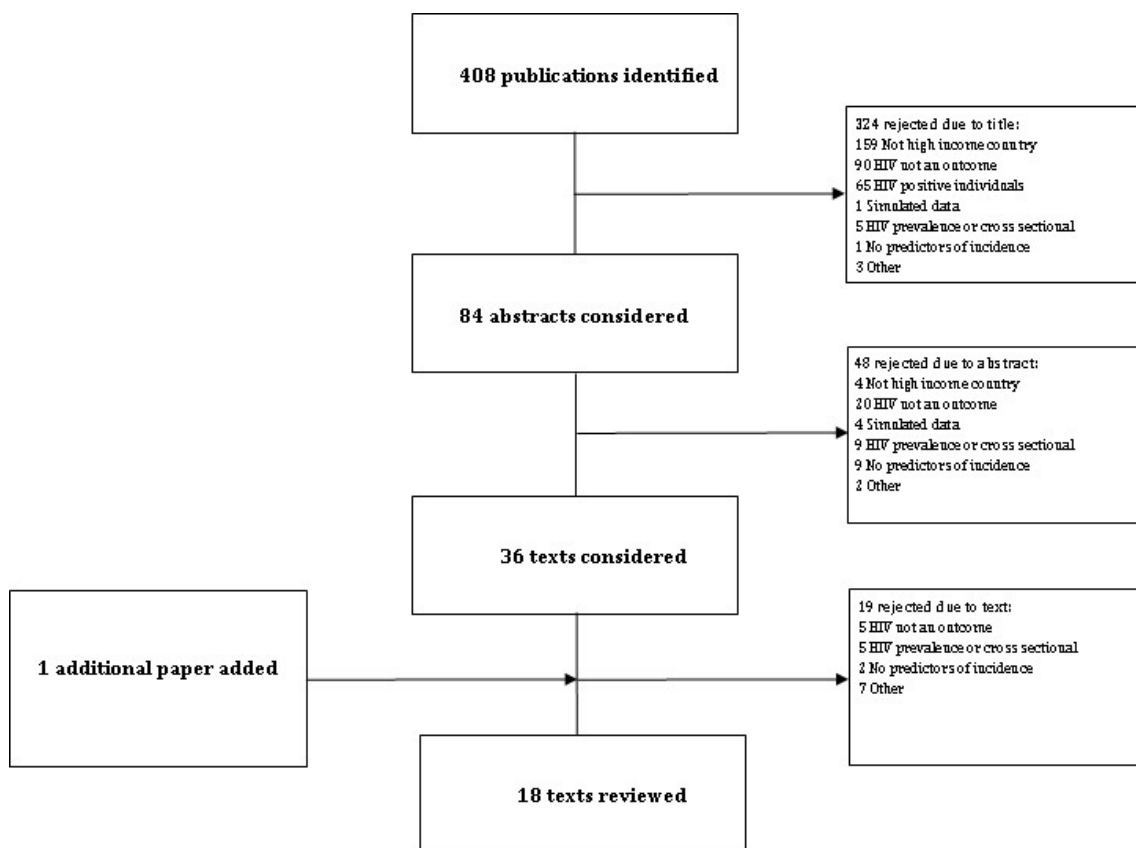 408 publications identified
324 rejected due to title:
159 Not high income country
90 HIV not an outcome
65 HIV positive individuals
1 Simulated data
5 HIV prevalence or cross sectional
1 No predictors of incidence
3 Other
84 abstracts considered
48 rejected due to abstract:
4 Not high income country
20 HIV not an outcome
4 Simulated data
9 HIV prevalence or cross sectional
9 No predictors of incidence
2 Other
36 texts considered
19 rejected due to text:
5 HIV not an outcome
5 HIV prevalence or cross sectional
2 No predictors of incidence
7 Other
1 additional paper added
18 texts reviewed